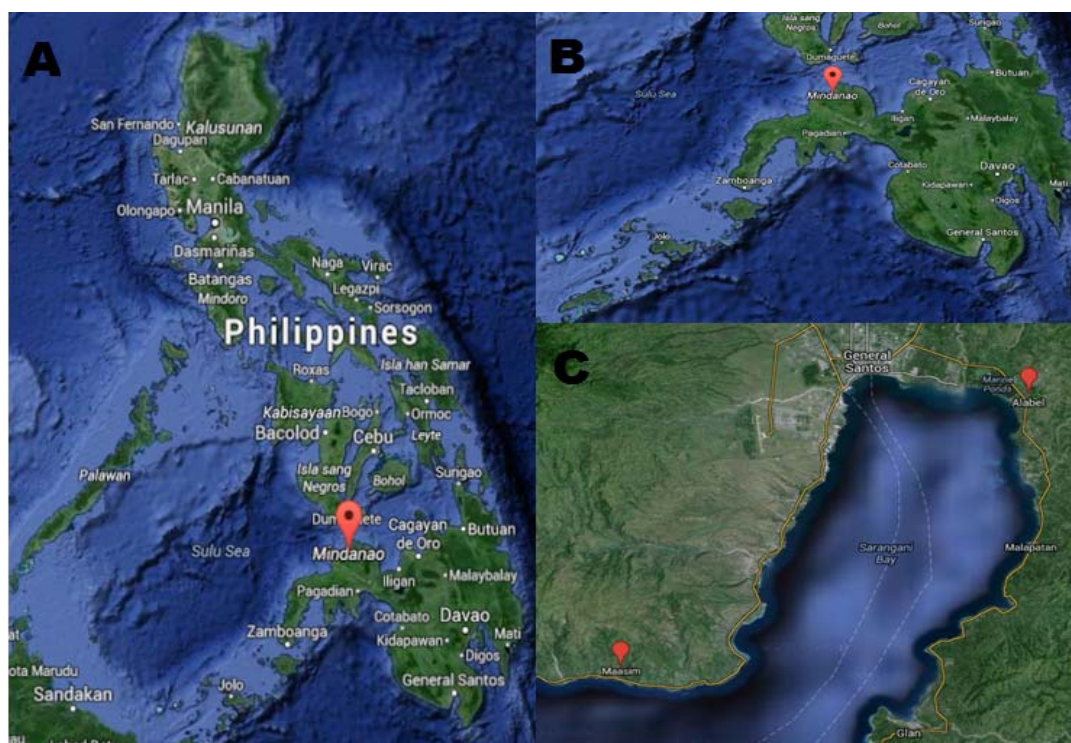 A
San Fernando
Kalusunan
Dagupan
Tarlac
Cabanatuan
Olongapo
Manila
Dasmariñas
Batangas
Mindoro
Naga
Virac
Legazpi
Sorsogon
Philippines
Roxas
Isla han Samar
Tacloban
Kabisayaan
Bogo
Ormoc
Bacolod
Cebu
Leyte
Palawan
Isla sang
Negros
Bohol
Surigao
Sulu Sea
Mindanao
Cagayan
de Oro
Butuan
Iligan
Malaybalay
Pagadian
Cotabato
Davao
Zamboanga
Kidapawan
Mati
Digos
ota Marudu
Jolo
General Santos
Sandakan
B
Isla sang
Negros
Bohol
Surigao
Dumaguete
Sulu Sea
Mindanao
Cagayan
de Oro
Butuan
Iligan
Malaybalay
Pagadian
Cotabato
Davao
Zamboanga
Kidapawan
Mati
Digos
Jolo
General Santos
C
General
Santos
Alabel
Sarangani
Bay
Malapatan
Maasim
Glan